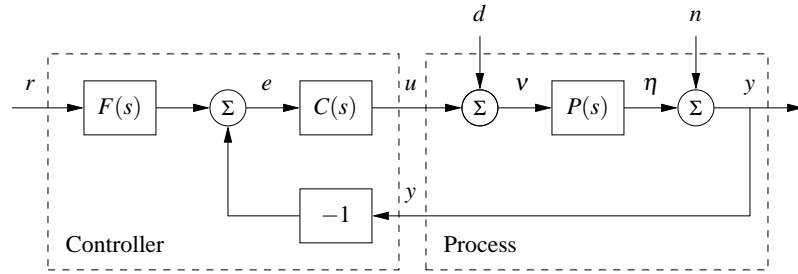 d
n
r
F(s)
Σ
e
C(s)
u
Σ
ν
P(s)
η
Σ
y
−1
y
Controller
Process